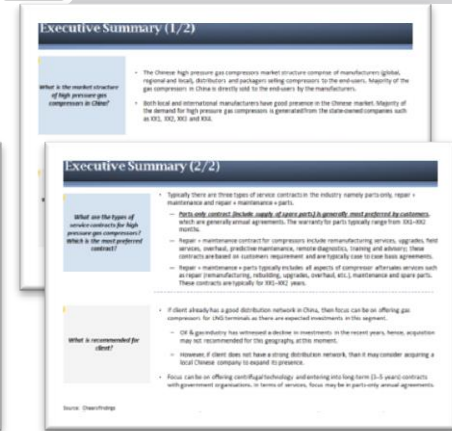 Executive Summary (1/2)
What is the market structure
of high pressure gas
compressors in China?
• The Chinese high pressure gas compressors market structure comprise of manufacturers (global,
regional and local), distributors and packagers selling compressors to the end-users. Majority of the
gas compressors in China is directly sold to the end-users by the manufacturers.
• Both local and international manufacturers have good presence in the Chinese market. Majority of
the demand for high pressure gas compressors is generated from the state-owned companies such
as XX1, XX2, XX3 and XX4.
Executive Summary (2/2)
What are the types of
service contracts for high
pressure gas compressors?
Which is the most preferred
contract?
• Typically there are three types of service contracts in the industry namely parts only, repair +
maintenance and repair + maintenance + parts.
– Parts only contract (include supply of spare parts) is generally most preferred by customers,
which are generally annual agreements. The warranty for parts typically range from XX1-XX2
months.
– Repair + maintenance contract for compressors include remanufacturing services, upgrades, field
services, overhaul, predictive maintenance, remote diagnostics, training and advisory; these
contracts are based on customers requirement and are typically case to case basis agreements.
– Repair + maintenance + parts typically includes all aspects of compressor aftersales services such
as repair (remanufacturing, rebuilding, upgrades, overhaul, etc.), maintenance and spare parts.
These contracts are typically for XX1-XX2 years.
What is recommended for
client?
• If client already has a good distribution network in China, then focus can be on offering gas
compressors for LNG terminals as there are expected investments in this segment.
– Oil & gas industry has witnessed a decline in investments in the recent years, hence, acquisition
may not recommended for this geography at this moment.
– However, if client does not have a strong distribution network, then it may consider acquiring a
local Chinese company to expand its presence.
• Focus can be on offering centrifugal technology and entering into long-term (3-5 years) contracts
with government organisations. In terms of services, focus may be in parts-only annual agreements.
Source: